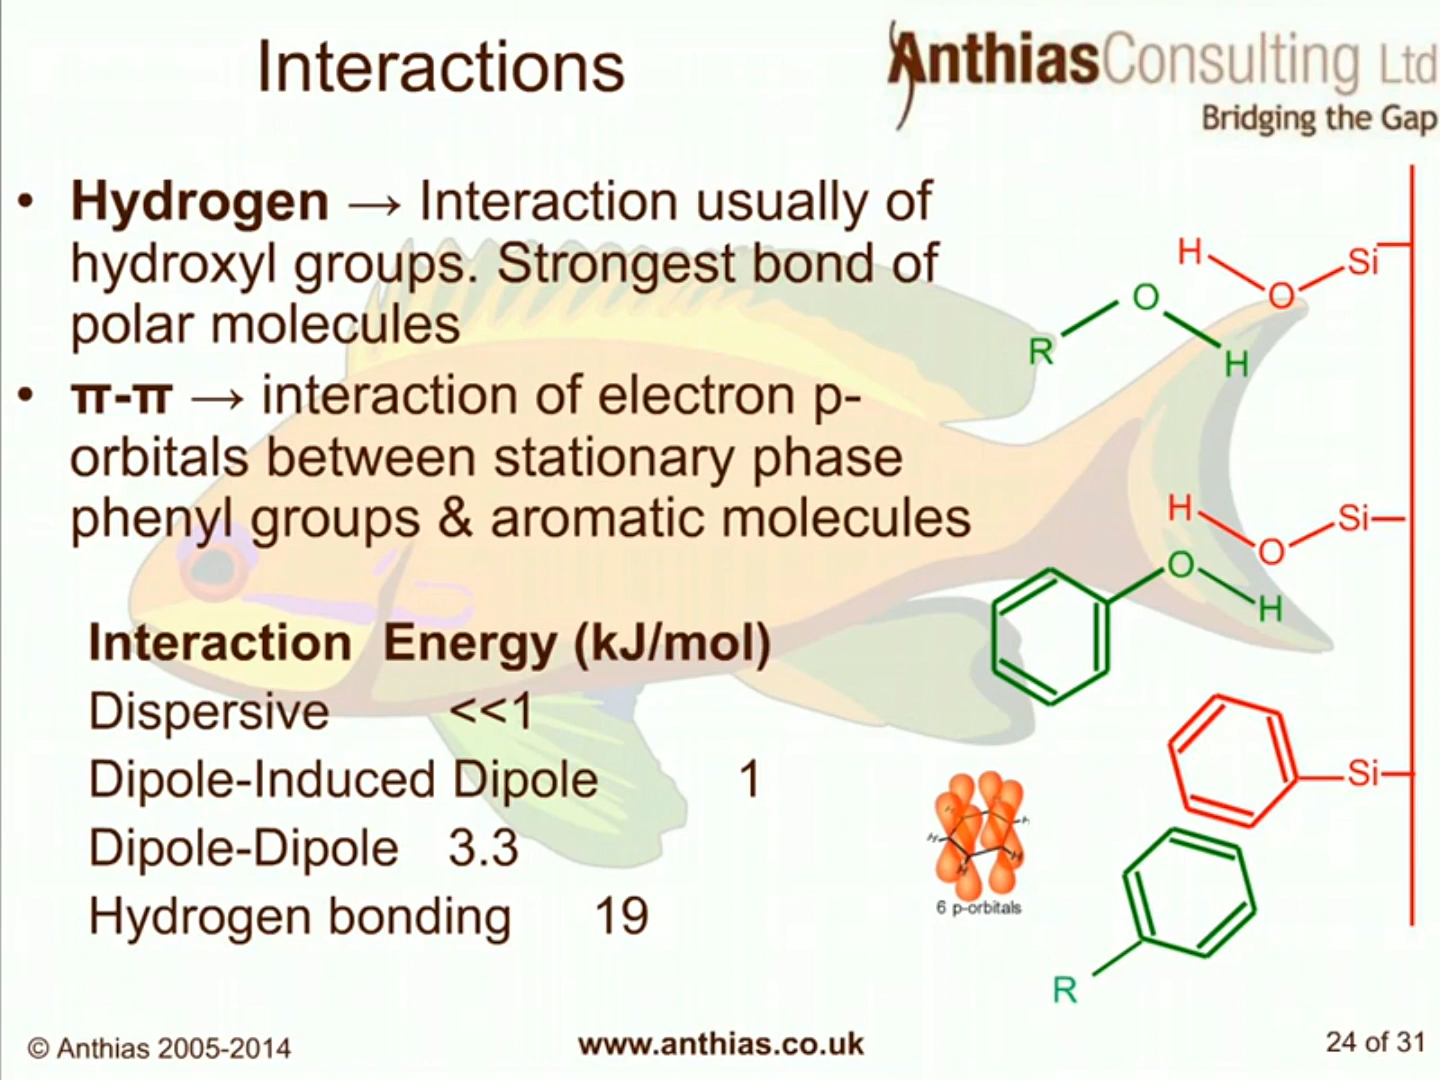 Interactions
AnthiasConsulting Ltd
Bridging the Gap
• Hydrogen → Interaction usually of
hydroxyl groups. Strongest bond of
polar molecules
• π-π → interaction of electron p-
orbitals between stationary phase
phenyl groups & aromatic molecules
Interaction Energy (kJ/mol)
Dispersive <<1
Dipole-Induced Dipole 1
Dipole-Dipole 3.3
Hydrogen bonding 19
H
Si
O
O
R
H
H
Si
O
O
H
Si
H
H
H
H
H
6 p-orbitals
R
© Anthias 2005-2014
www.anthias.co.uk
24 of 31